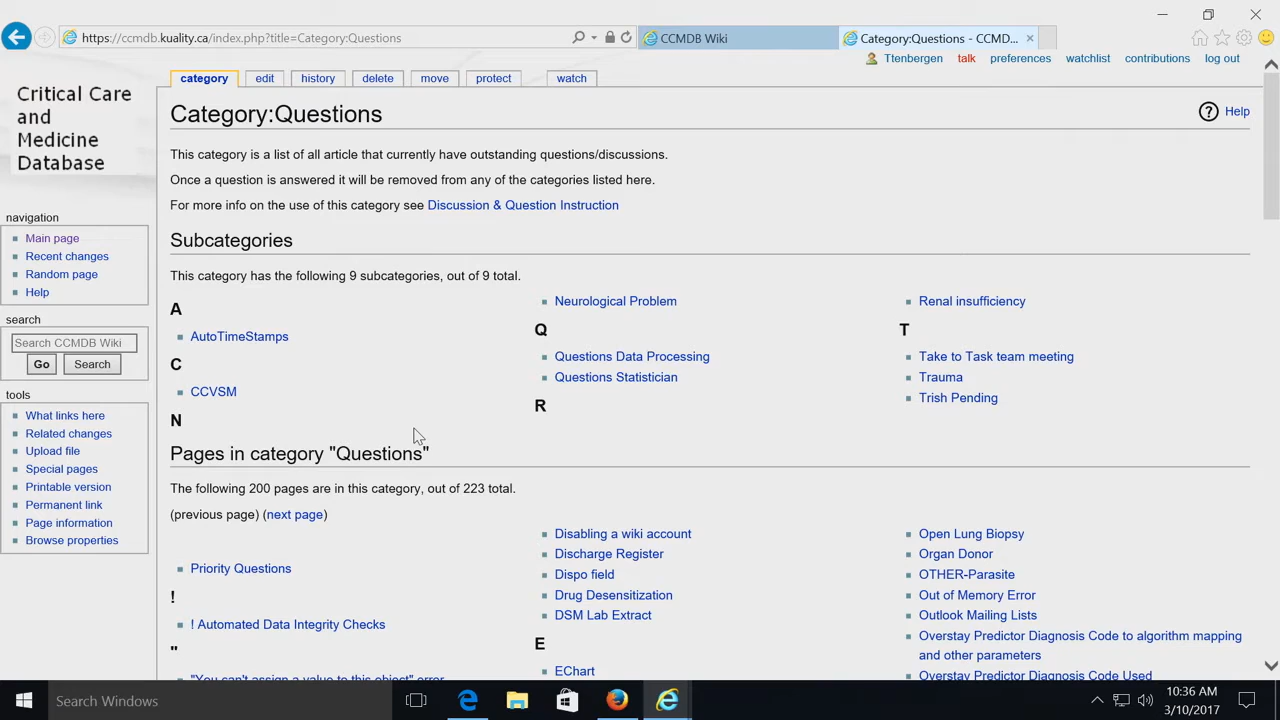 https://ccmdb.kuality.ca/index.php?title=Category:Questions
CCMDB Wiki
Category:Questions - CCMD...
Ttenbergen talk preferences watchlist contributions log out
category edit history delete move protect watch
Critical Care
and
Medicine
Database
Category:Questions
Help
This category is a list of all article that currently have outstanding questions/discussions.
Once a question is answered it will be removed from any of the categories listed here.
For more info on the use of this category see Discussion & Question Instruction
navigation
Main page
Recent changes
Random page
Help
search
Search CCMDB Wiki
Go Search
tools
What links here
Related changes
Upload file
Special pages
Printable version
Permanent link
Page information
Browse properties
Subcategories
This category has the following 9 subcategories, out of 9 total.
A
AutoTimeStamps
C
CCVSM
N
Neurological Problem
Q
Questions Data Processing
Questions Statistician
R
Renal insufficiency
T
Take to Task team meeting
Trauma
Trish Pending
Pages in category "Questions"
The following 200 pages are in this category, out of 223 total.
(previous page) (next page)
Priority Questions
!
! Automated Data Integrity Checks
"
"You can't assign a value to this object" error
Disabling a wiki account
Discharge Register
Dispo field
Drug Desensitization
DSM Lab Extract
E
EChart
Open Lung Biopsy
Organ Donor
OTHER-Parasite
Out of Memory Error
Outlook Mailing Lists
Overstay Predictor Diagnosis Code to algorithm mapping
and other parameters
Overstay Predictor Diagnosis Code Used
Search Windows
10:36 AM
3/10/2017